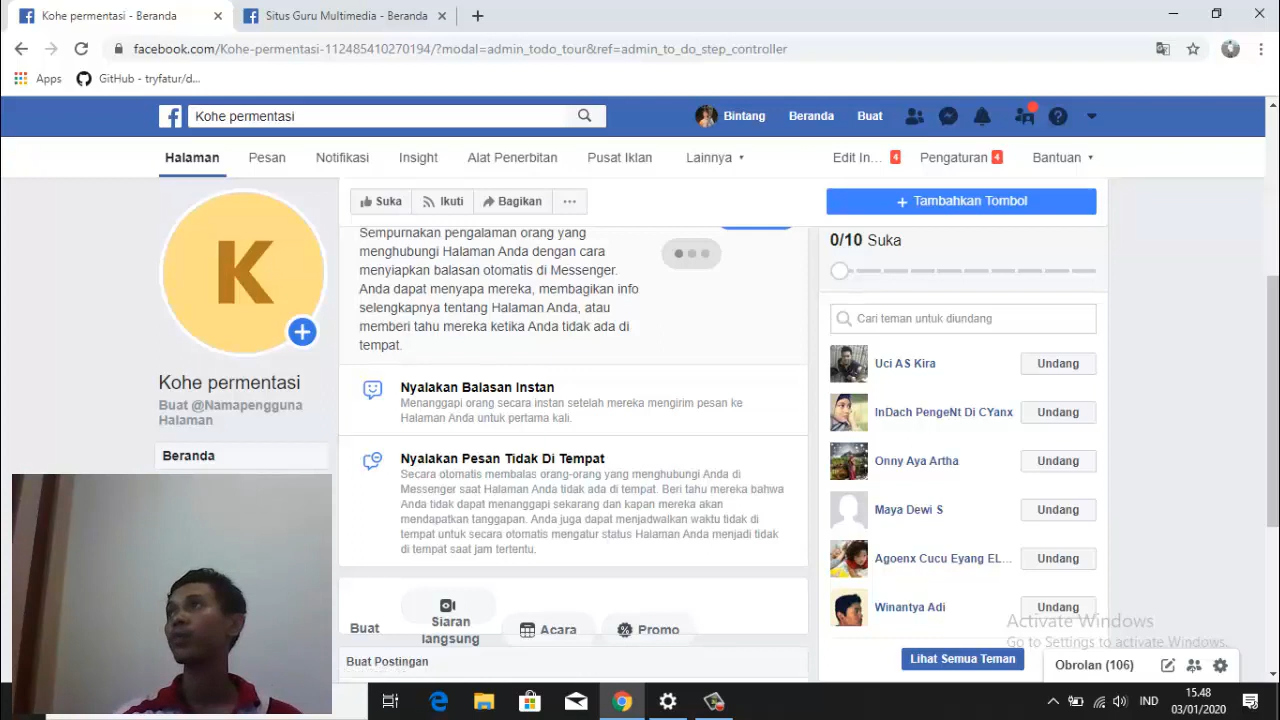 Kohe permentasi - Beranda
Situs Guru Multimedia - Beranda
facebook.com/Kohe-permentasi-112485410270194/?modal=admin_todo_tour&ref=admin_to_do_step_controller
Apps
GitHub - tryfatur/d...
Kohe permentasi
Bintang
Beranda
Buat
Halaman
Pesan
Notifikasi
Insight
Alat Penerbitan
Pusat Iklan
Lainnya
Edit In... 4
Pengaturan 4
Bantuan
K
Kohe permentasi
Buat @Namapengguna
Halaman
Beranda
Suka
Ikuti
Bagikan
...
+ Tambahkan Tombol
Sempurnakan pengalaman orang yang
menghubungi Halaman Anda dengan cara
menyiapkan balasan otomatis di Messenger.
Anda dapat menyapa mereka, membagikan info
selengkapnya tentang Halaman Anda, atau
memberi tahu mereka ketika Anda tidak ada di
tempat.
Nyalakan Balasan Instan
Menanggapi orang secara instan setelah mereka mengirim pesan ke
Halaman Anda untuk pertama kali.
Nyalakan Pesan Tidak Di Tempat
Secara otomatis membalas orang-orang yang menghubungi Anda di
Messenger saat Halaman Anda tidak ada di tempat. Beri tahu mereka bahwa
Anda tidak dapat menanggapi sekarang dan kapan mereka akan
mendapatkan tanggapan. Anda juga dapat menjadwalkan waktu tidak di
tempat untuk secara otomatis mengatur status Halaman Anda menjadi tidak
di tempat saat jam tertentu.
Buat
Siaran
langsung
Acara
Promo
Buat Postingan
0/10 Suka
Cari teman untuk diundang
Uci AS Kira
Undang
InDach PengeNt Di CYanx
Undang
Onny Aya Artha
Undang
Maya Dewi S
Undang
Agoenx Cucu Eyang EL...
Undang
Winantya Adi
Undang
Activate Windows
Go to Settings to activate Windows.
Lihat Semua Teman
Obrolan (106)
IND
15.48
03/01/2020